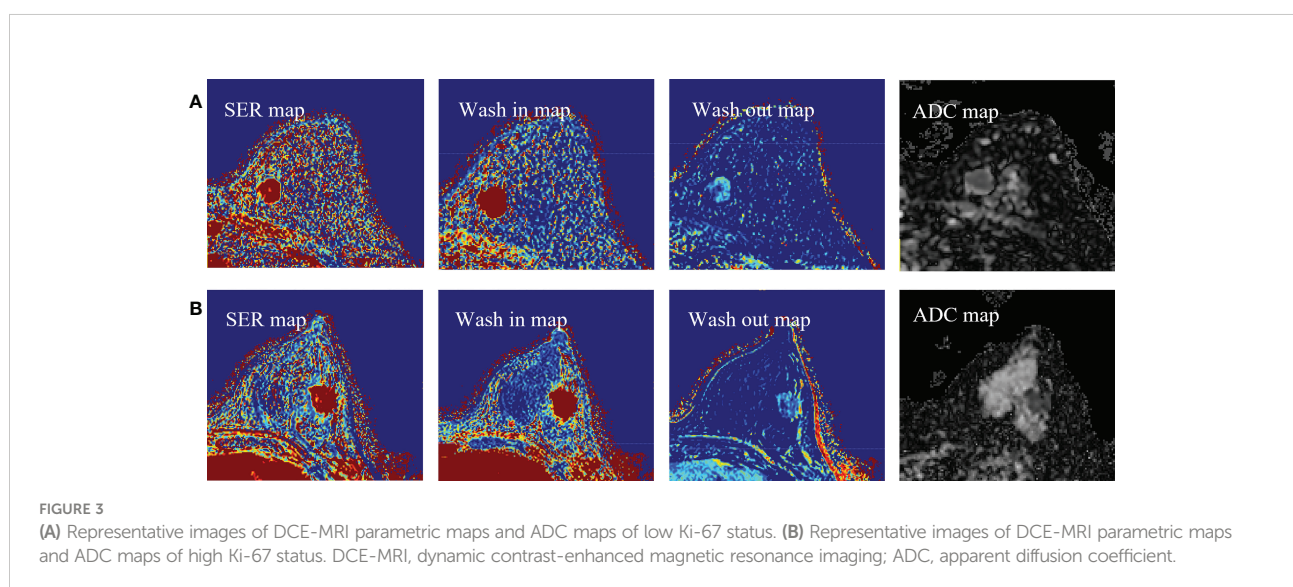 A
SER map
Wash in map
Wash out map
ADC map
B
SER map
Wash in map
Wash out map
ADC map
FIGURE 3
(A) Representative images of DCE-MRI parametric maps and ADC maps of low Ki-67 status. (B) Representative images of DCE-MRI parametric maps
and ADC maps of high Ki-67 status. DCE-MRI, dynamic contrast-enhanced magnetic resonance imaging; ADC, apparent diffusion coefficient.